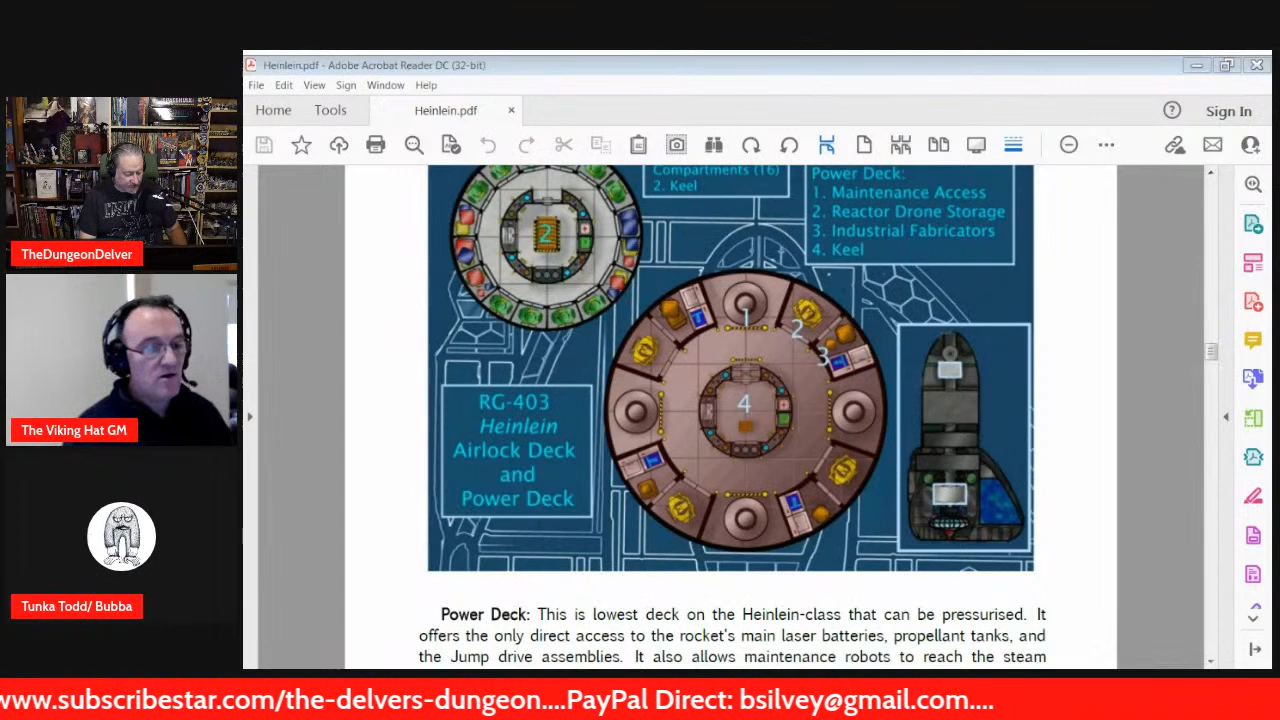 Heinlein.pdf - Adobe Acrobat Reader DC (32-bit)
File Edit View Sign Window Help
Home Tools Heinlein.pdf × Sign In
Compartments (16)
2. Keel
Power Deck:
1. Maintenance Access
2. Reactor Drone Storage
3. Industrial Fabricators
4. Keel
2
1
2
3
4
RG-403
Heinlein
Airlock Deck
and
Power Deck
Power Deck: This is lowest deck on the Heinlein-class that can be pressurised. It
offers the only direct access to the rocket's main laser batteries, propellant tanks, and
the Jump drive assemblies. It also allows maintenance robots to reach the steam
TheDungeonDelver
The Viking Hat GM
Tunka Todd/ Bubba
www.subscribestar.com/the-delvers-dungeon....PayPal Direct: bsilvey@gmail.com....